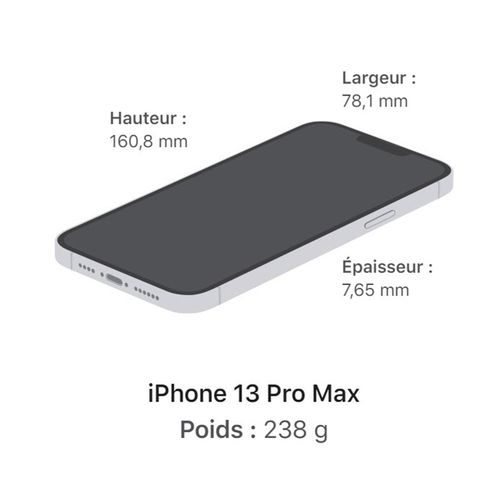 Largeur :
78,1 mm
Hauteur :
160,8 mm
Épaisseur :
7,65 mm
iPhone 13 Pro Max
Poids : 238 g